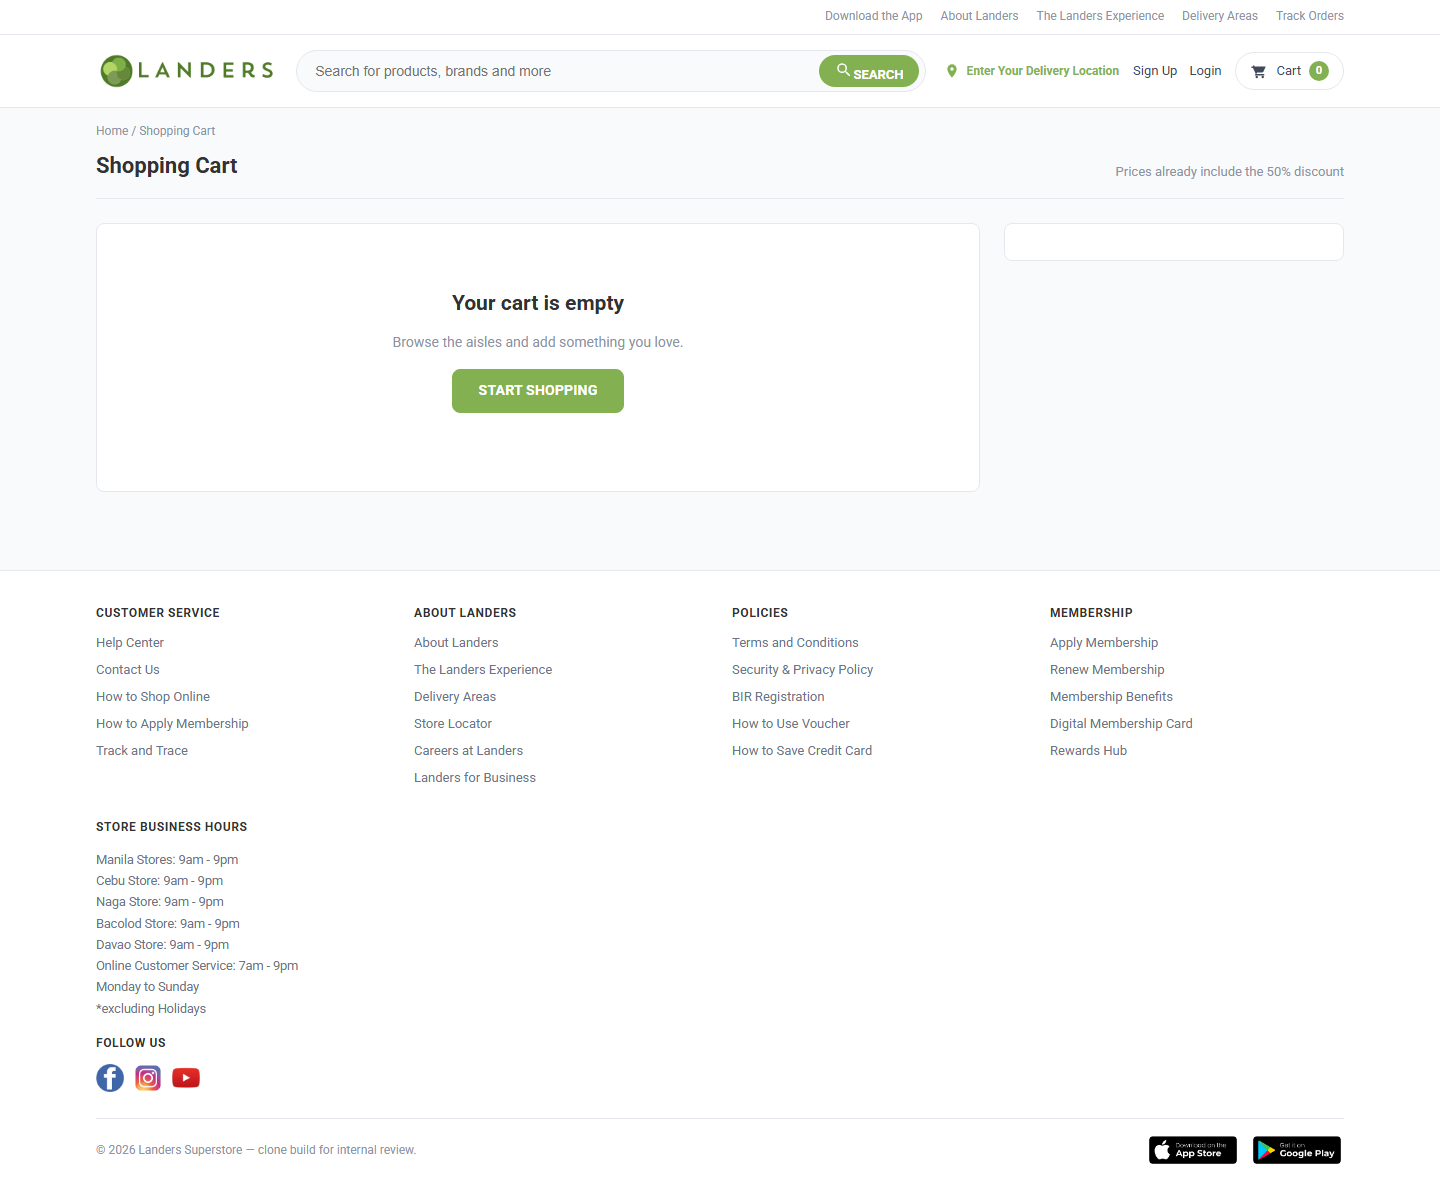 Download the App About Landers The Landers Experience Delivery Areas Track Orders
LANDERS Search for products, brands and more SEARCH Enter Your Delivery Location Sign Up Login Cart 0
Home / Shopping Cart
Shopping Cart
Prices already include the 50% discount
Your cart is empty
Browse the aisles and add something you love.
START SHOPPING
CUSTOMER SERVICE
Help Center
Contact Us
How to Shop Online
How to Apply Membership
Track and Trace
ABOUT LANDERS
About Landers
The Landers Experience
Delivery Areas
Store Locator
Careers at Landers
Landers for Business
POLICIES
Terms and Conditions
Security & Privacy Policy
BIR Registration
How to Use Voucher
How to Save Credit Card
MEMBERSHIP
Apply Membership
Renew Membership
Membership Benefits
Digital Membership Card
Rewards Hub
STORE BUSINESS HOURS
Manila Stores: 9am - 9pm
Cebu Store: 9am - 9pm
Naga Store: 9am - 9pm
Bacolod Store: 9am - 9pm
Davao Store: 9am - 9pm
Online Customer Service: 7am - 9pm
Monday to Sunday
*excluding Holidays
FOLLOW US
© 2026 Landers Superstore — clone build for internal review.
Download on the
App Store
Get it on
Google Play